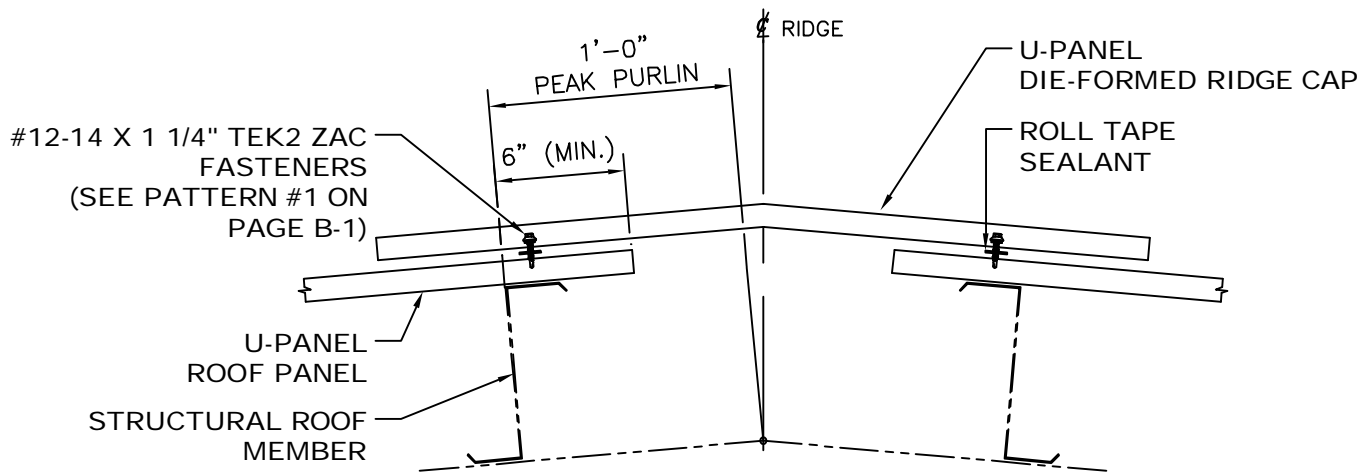 ℄ RIDGE
1'-0"
PEAK PURLIN
6" (MIN.)
U-PANEL
DIE-FORMED RIDGE CAP
ROLL TAPE
SEALANT
#12-14 X 1 1/4" TEK2 ZAC
FASTENERS
(SEE PATTERN #1 ON
PAGE B-1)
U-PANEL
ROOF PANEL
STRUCTURAL ROOF
MEMBER